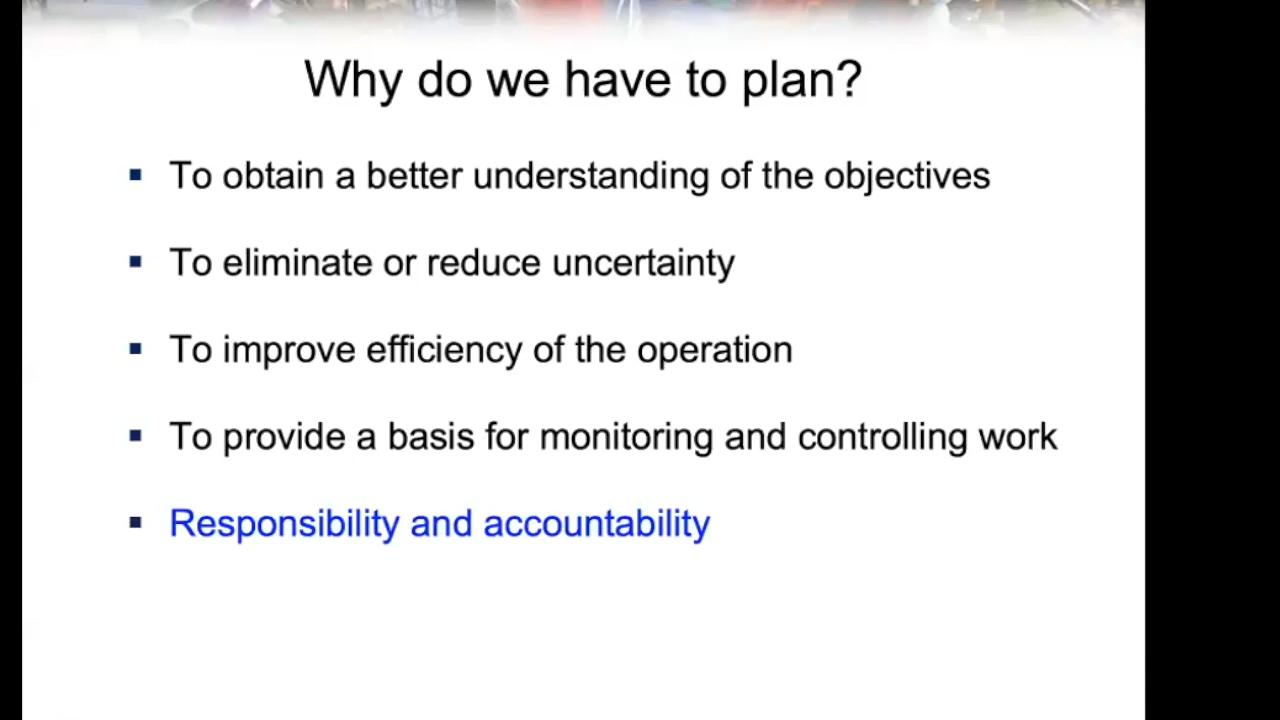 Why do we have to plan?
▪ To obtain a better understanding of the objectives
▪ To eliminate or reduce uncertainty
▪ To improve efficiency of the operation
▪ To provide a basis for monitoring and controlling work
▪ Responsibility and accountability